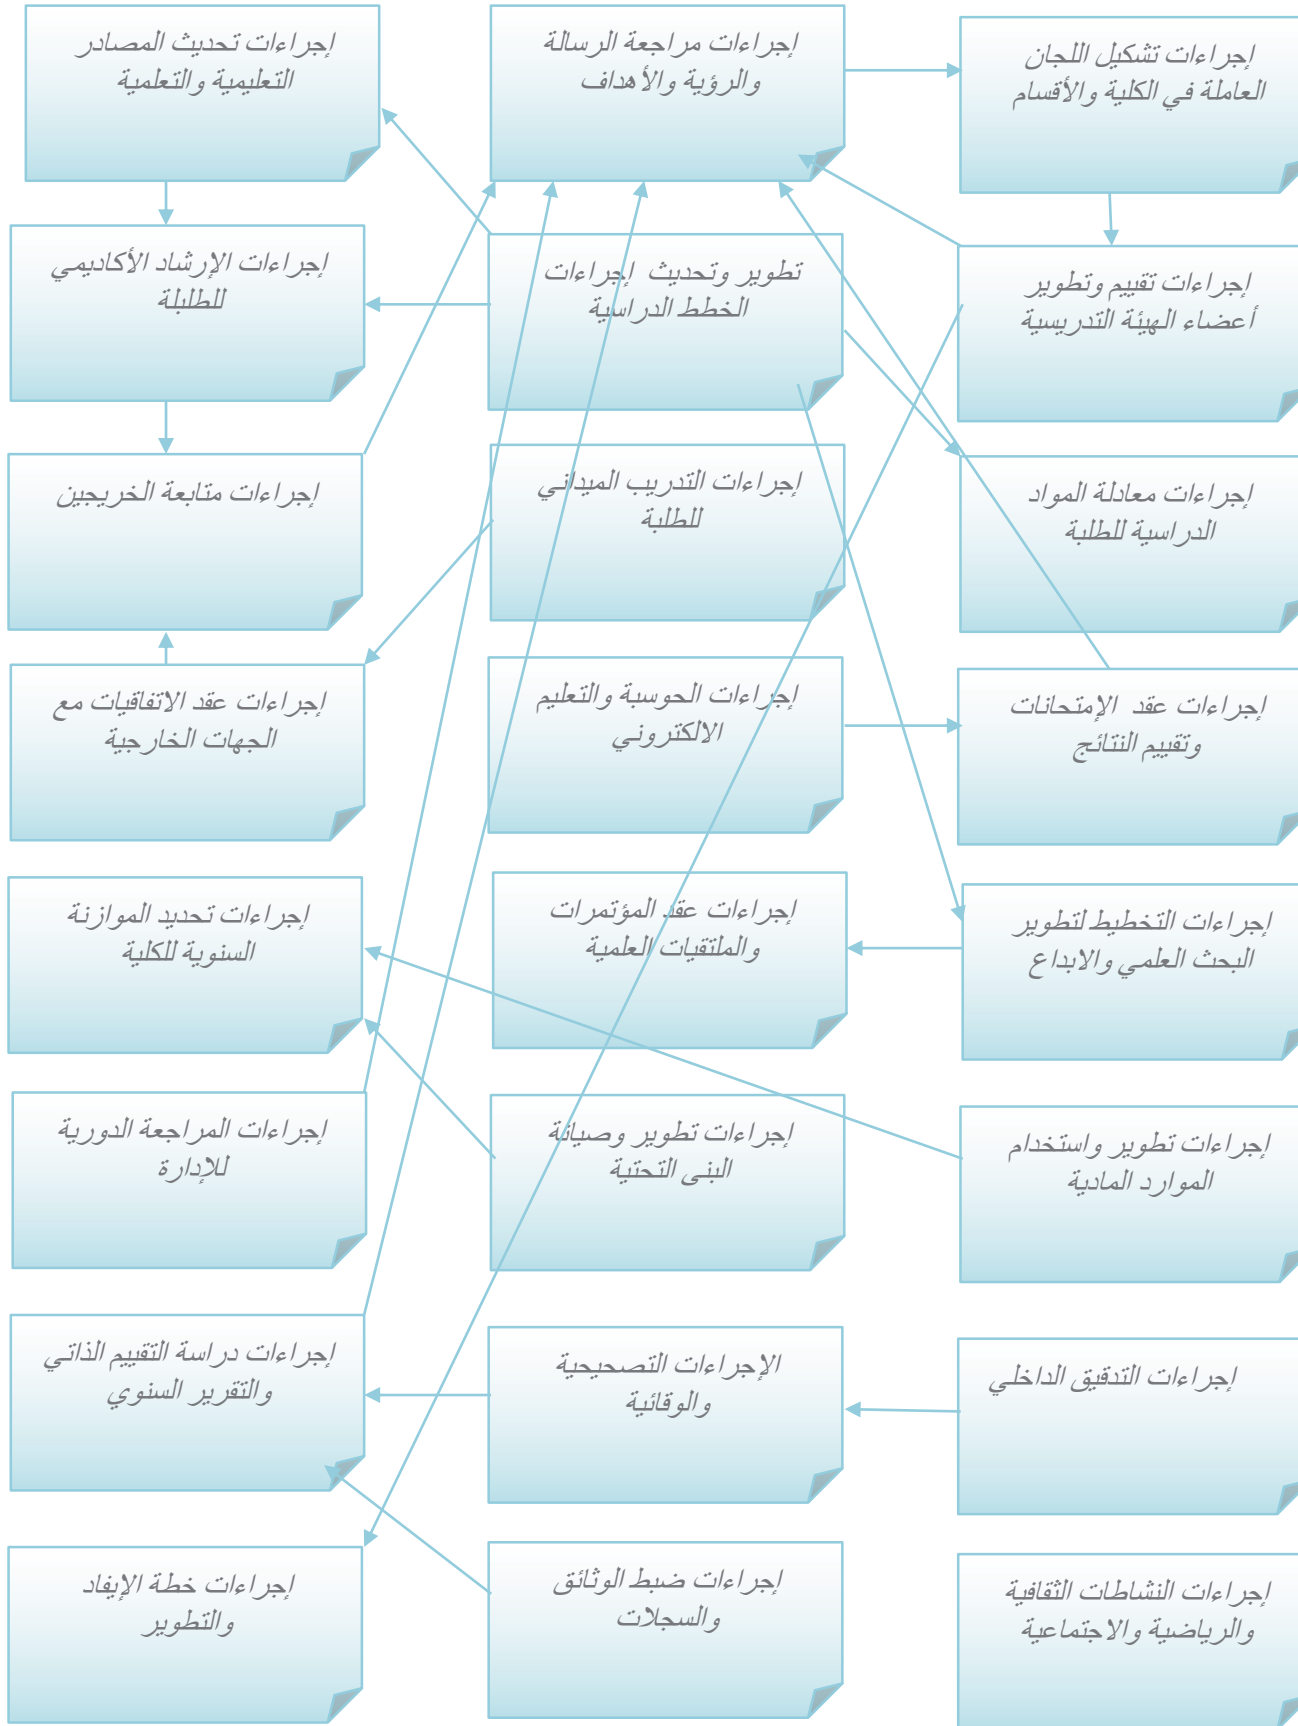 إجراءات تشكيل اللجان
العاملة في الكلية والأقسام
إجراءات مراجعة الرسالة
والرؤية والأهداف
إجراءات تحديث المصادر
التعليمية والتعلمية
إجراءات تقييم وتطوير
أعضاء الهيئة التدريسية
تطوير وتحديث إجراءات
الخطط الدراسية
إجراءات الإرشاد الأكاديمي
للطلبلة
إجراءات معادلة المواد
الدراسية للطلبة
إجراءات التدريب الميداني
للطلبة
إجراءات متابعة الخريجين
إجراءات عقد الإمتحانات
وتقييم النتائج
إجراءات الحوسبة والتعليم
الالكتروني
إجراءات عقد الاتفاقيات مع
الجهات الخارجية
إجراءات التخطيط لتطوير
البحث العلمي والابداع
إجراءات عقد المؤتمرات
والملتقيات العلمية
إجراءات تحديد الموازنة
السنوية للكلية
إجراءات تطوير واستخدام
الموارد المادية
إجراءات تطوير وصيانة
البنى التحتية
إجراءات المراجعة الدورية
للإدارة
إجراءات التدقيق الداخلي
الإجراءات التصحيحية
والوقائية
إجراءات دراسة التقييم الذاتي
والتقرير السنوي
إجراءات النشاطات الثقافية
والرياضية والاجتماعية
إجراءات ضبط الوثائق
والسجلات
إجراءات خطة الإيفاد
والتطوير